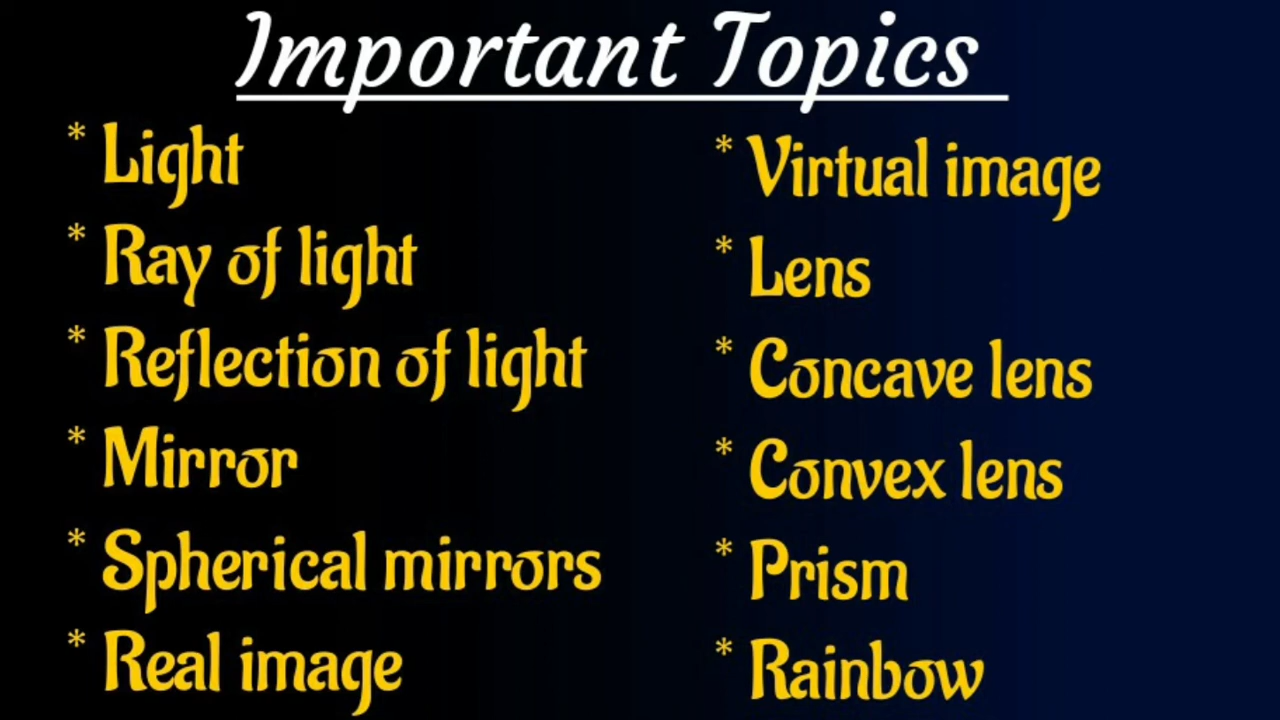 Important Topics
* Light
* Ray of light
* Reflection of light
* Mirror
* Spherical mirrors
* Real image
* Virtual image
* Lens
* Concave lens
* Convex lens
* Prism
* Rainbow